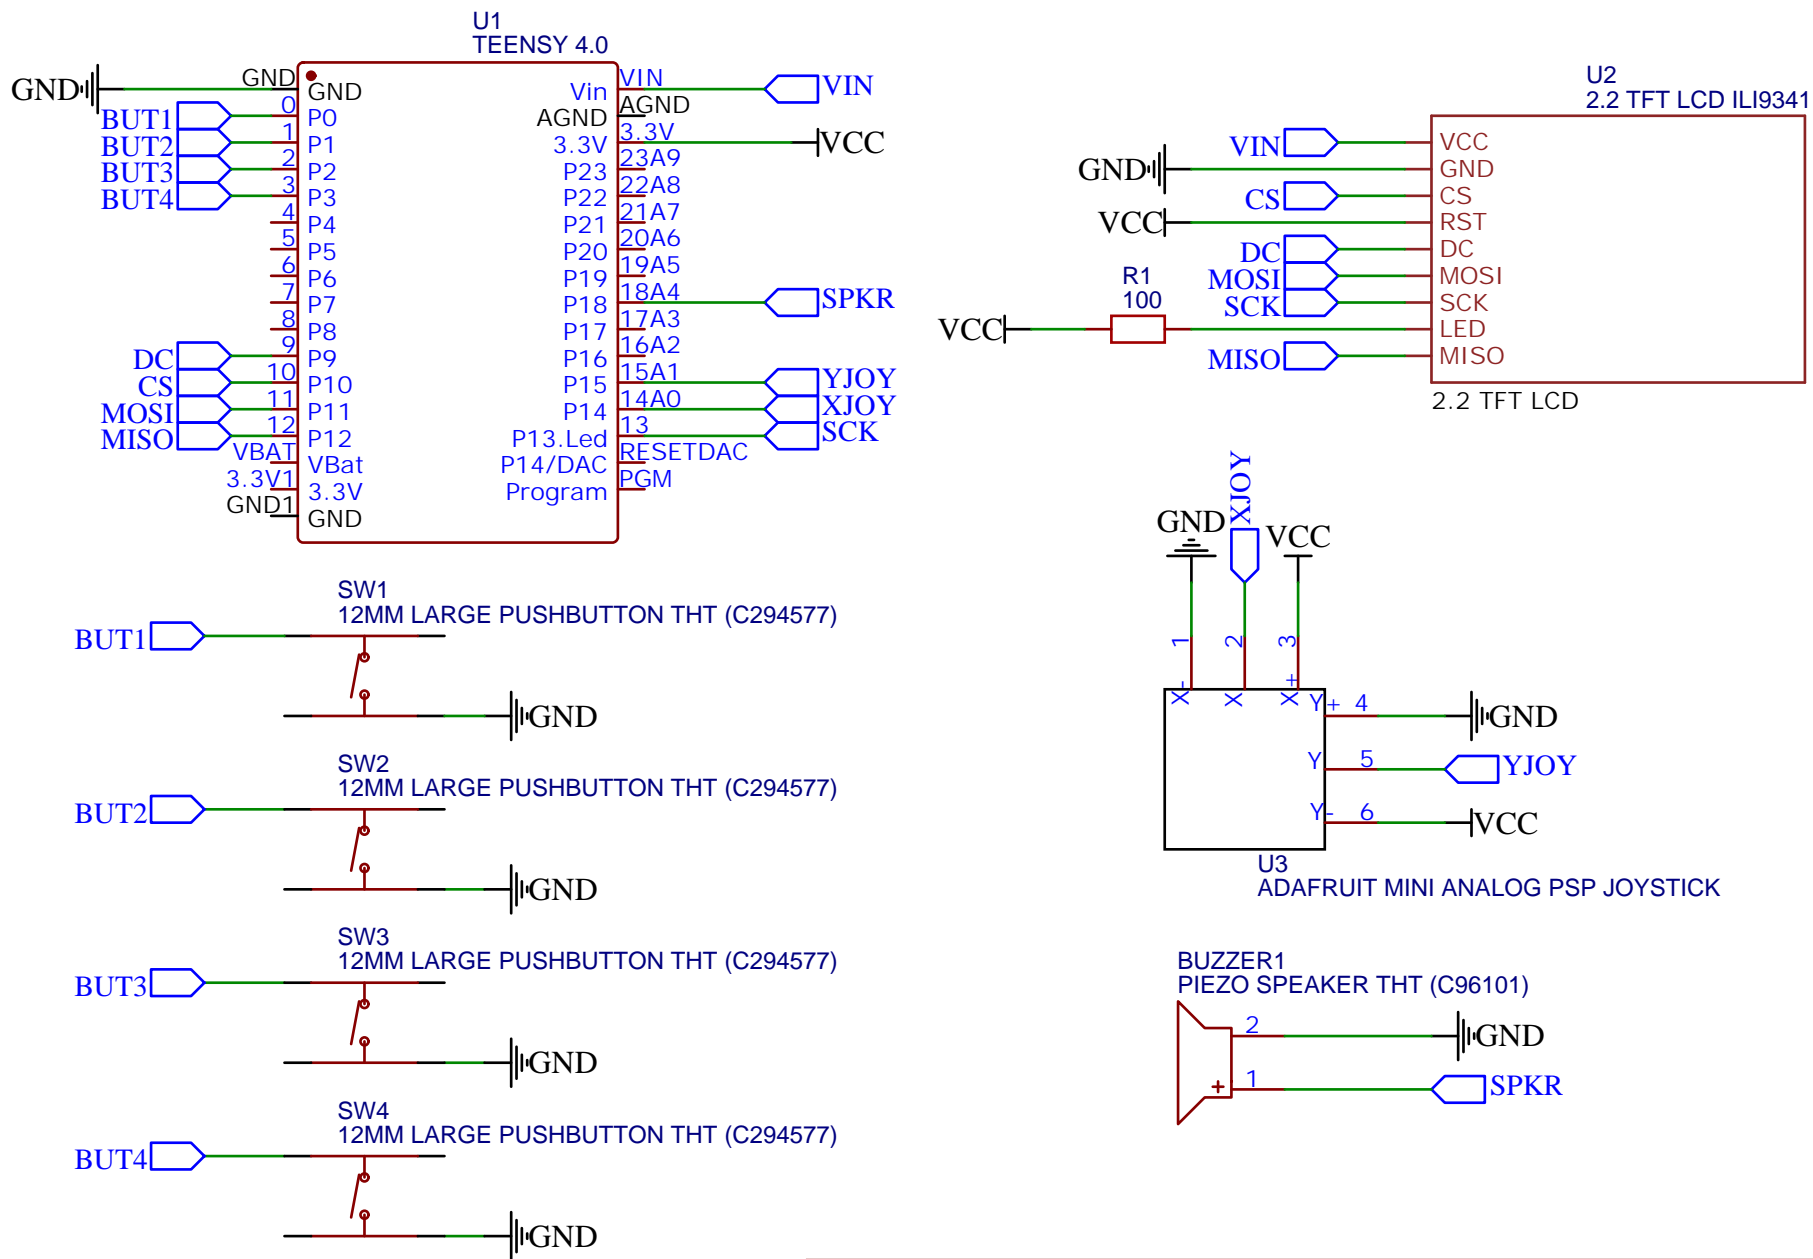 U1
TEENSY 4.0
GND
GND
GND
BUT1
0
P0
BUT2
1
P1
BUT3
2
P2
BUT4
3
P3
4
P4
5
P5
6
P6
7
P7
8
P8
DC
9
P9
CS
10
P10
MOSI
11
P11
MISO
12
P12
VBAT
VBat
3.3V1
3.3V
GND1
GND
Vin
VIN
VIN
AGND
AGND
3.3V
3.3V
VCC
P23
23A9
P22
22A8
P21
21A7
P20
20A6
P19
19A5
P18
18A4
SPKR
P17
17A3
P16
16A2
P15
15A1
YJOY
P14
14A0
XJOY
P13.Led
13
SCK
P14/DAC
RESETDAC
Program
PGM
U2
2.2 TFT LCD ILI9341
VIN
VCC
GND
GND
CS
CS
VCC
RST
DC
DC
MOSI
MOSI
SCK
SCK
R1
100
VCC
LED
MISO
MISO
2.2 TFT LCD
SW1
12MM LARGE PUSHBUTTON THT (C294577)
BUT1
GND
SW2
12MM LARGE PUSHBUTTON THT (C294577)
BUT2
GND
SW3
12MM LARGE PUSHBUTTON THT (C294577)
BUT3
GND
SW4
12MM LARGE PUSHBUTTON THT (C294577)
BUT4
GND
GND
XJOY
VCC
1
2
3
X-
X
X+
Y+
4
GND
Y
5
YJOY
Y-
6
VCC
U3
ADAFRUIT MINI ANALOG PSP JOYSTICK
BUZZER1
PIEZO SPEAKER THT (C96101)
2
GND
+
1
SPKR